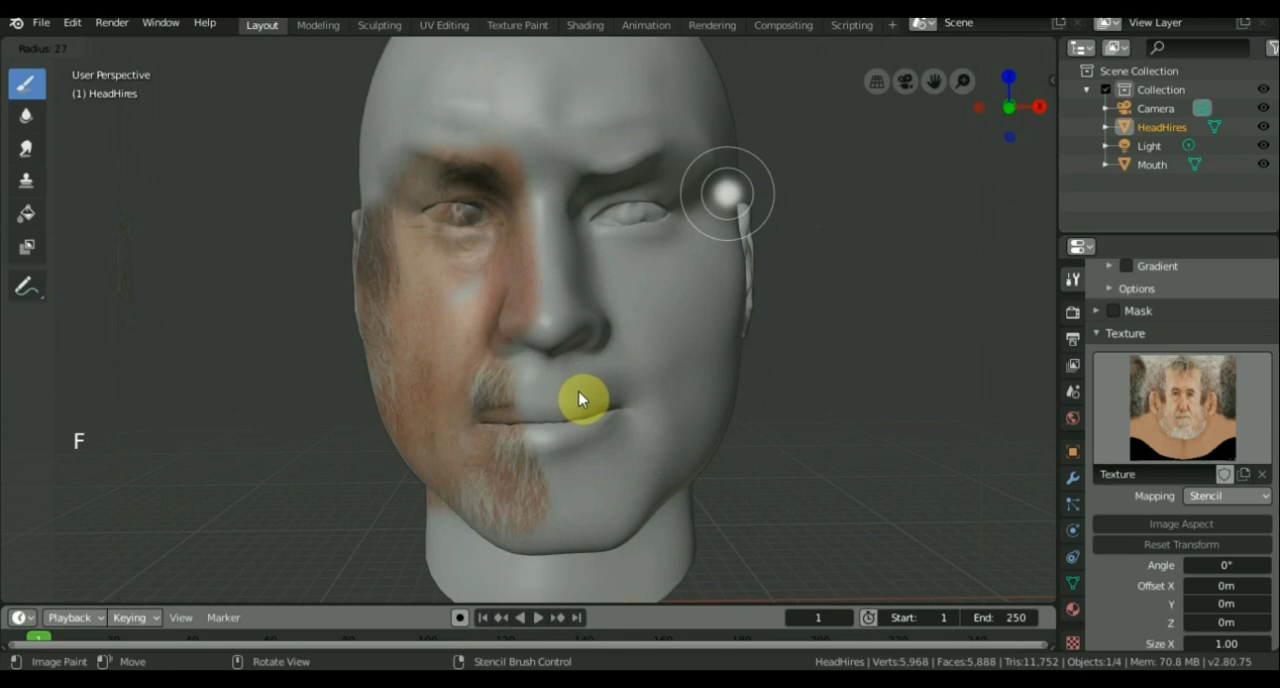 File Edit Render Window Help Layout Modeling Sculpting UV Editing Texture Paint Shading Animation Rendering Compositing Scripting + Scene View Layer
Radius: 27
User Perspective
(1) HeadHires
Scene Collection
Collection
Camera
HeadHires
Light
Mouth
X
Gradient
Options
Mask
Texture
F
Texture
Mapping Stencil
Image Aspect
Reset Transform
Angle 0°
Offset X 0m
Y 0m
Z 0m
Size X 1.00
Playback Keying View Marker 1 Start: 1 End: 250
1
Image Paint Move Rotate View Stencil Brush Control HeadHires | Verts:5,968 | Faces:5,888 | Tris:11,752 | Objects:1/4 | Mem: 70.8 MB | v2.80.75